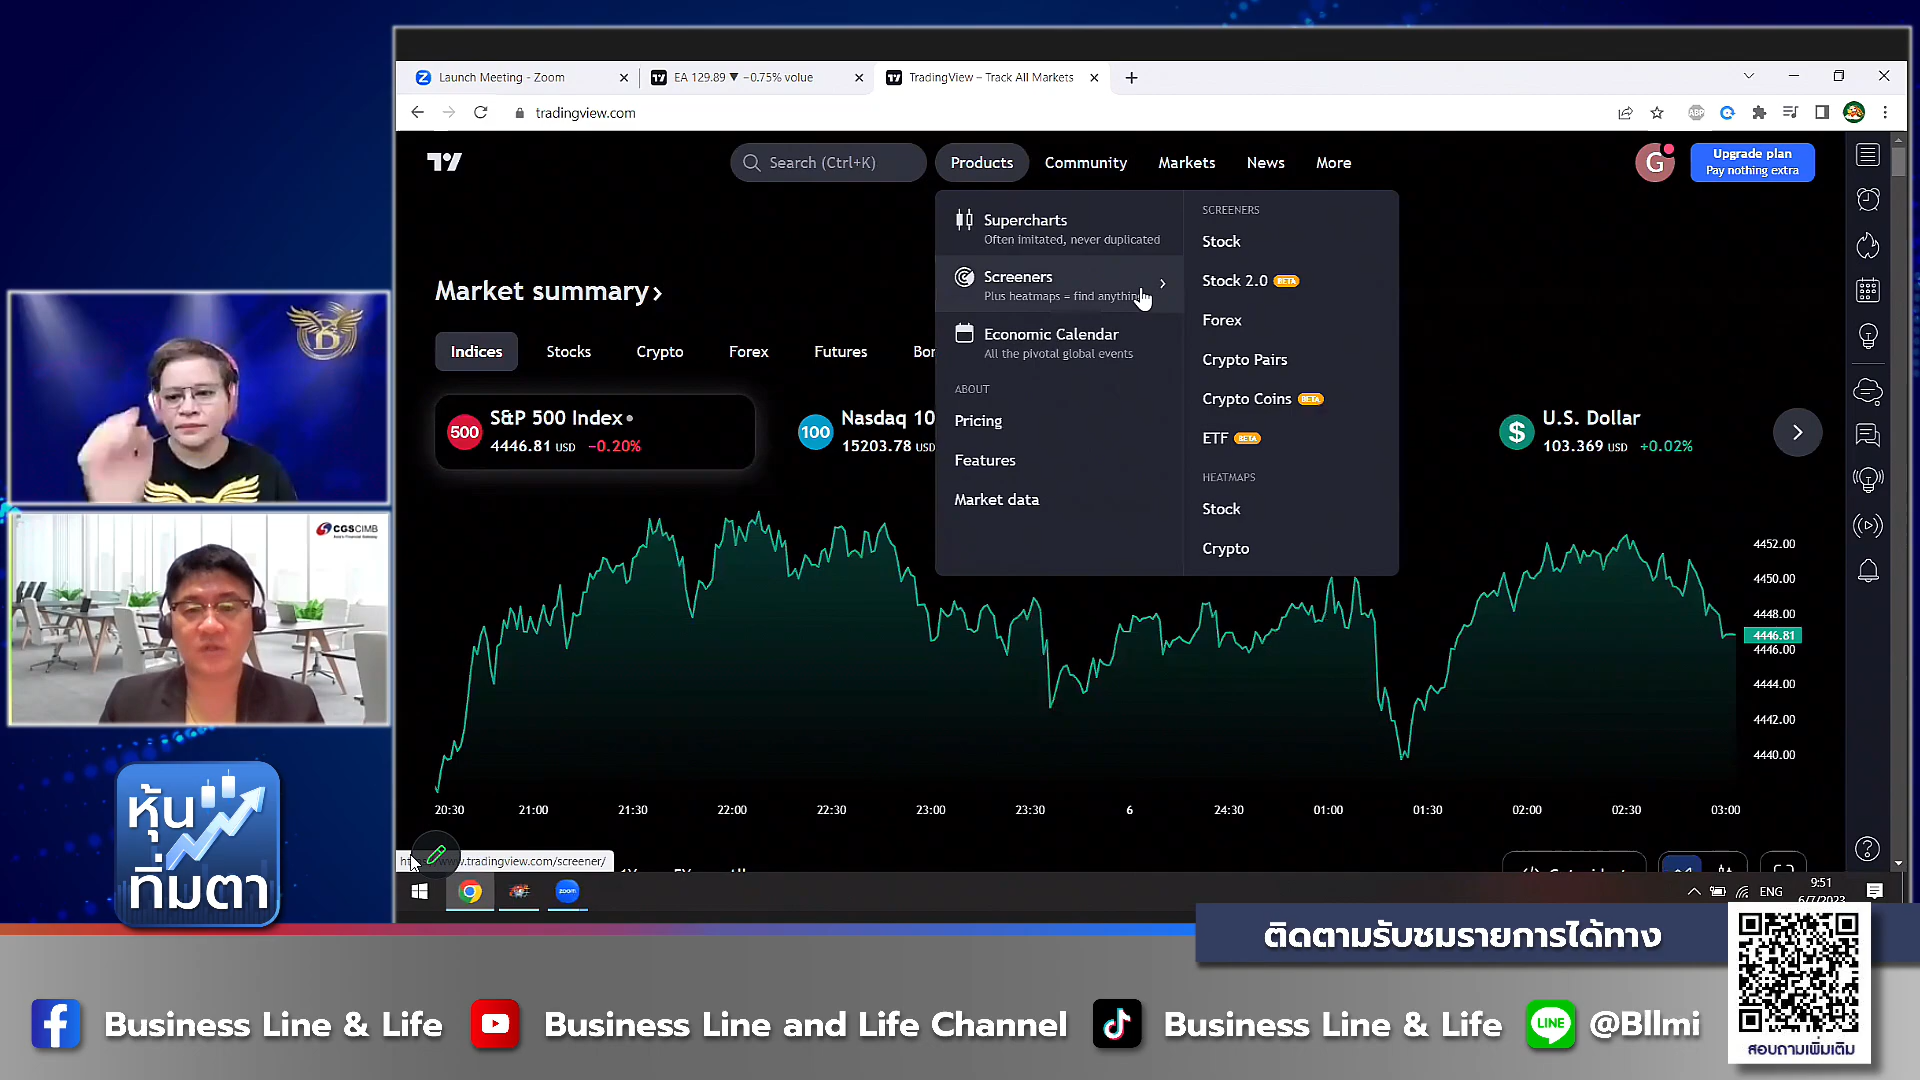 Launch Meeting - Zoom
EA 129.89 ▼ −0.75% volue
TradingView – Track All Markets
tradingview.com
Search (Ctrl+K)
Products
Community
Markets
News
More
G
Upgrade plan
Pay nothing extra
Supercharts
Often imitated, never duplicated
Screeners
Plus heatmaps = find anything
Economic Calendar
All the pivotal global events
ABOUT
Pricing
Features
Market data
SCREENERS
Stock
Stock 2.0 BETA
Forex
Crypto Pairs
Crypto Coins BETA
ETF BETA
HEATMAPS
Stock
Crypto
Market summary
Indices
Stocks
Crypto
Forex
Futures
500
S&P 500 Index
4446.81 USD −0.20%
100
Nasdaq 10
15203.78 USD
$
U.S. Dollar
103.369 USD +0.02%
4452.00
4450.00
4448.00
4446.81
4446.00
4444.00
4442.00
4440.00
20:30 21:00 21:30 22:00 22:30 23:00 23:30 6 24:30 01:00 01:30 02:00 02:30 03:00
www.tradingview.com/screener/
zoom
ENG
9:51
6/7/2023
B
CGS CIMB
หุ้น
ทิ่มตา
ติดตามรับชมรายการได้ทาง
Business Line & Life
Business Line and Life Channel
Business Line & Life
LINE
@Bllmi
สอบถามเพิ่มเติม